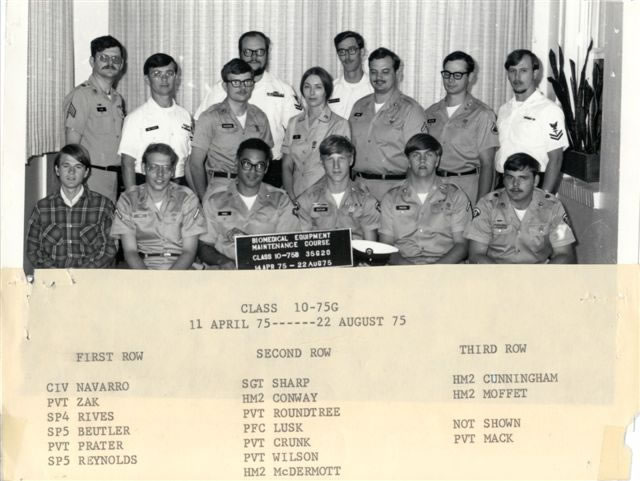 BIOMEDICAL EQUIPMENT
MAINTENANCE COURSE
CLASS 10-75B 35G20
14 APR 75 - 22 AUG 75
CLASS 10-75G
11 APRIL 75------22 AUGUST 75
FIRST ROW
CIV NAVARRO
PVT ZAK
SP4 RIVES
SP5 BEUTLER
PVT PRATER
SP5 REYNOLDS
SECOND ROW
SGT SHARP
HM2 CONWAY
PVT ROUNDTREE
PFC LUSK
PVT CRUNK
PVT WILSON
HM2 McDERMOTT
THIRD ROW
HM2 CUNNINGHAM
HM2 MOFFET
NOT SHOWN
PVT MACK